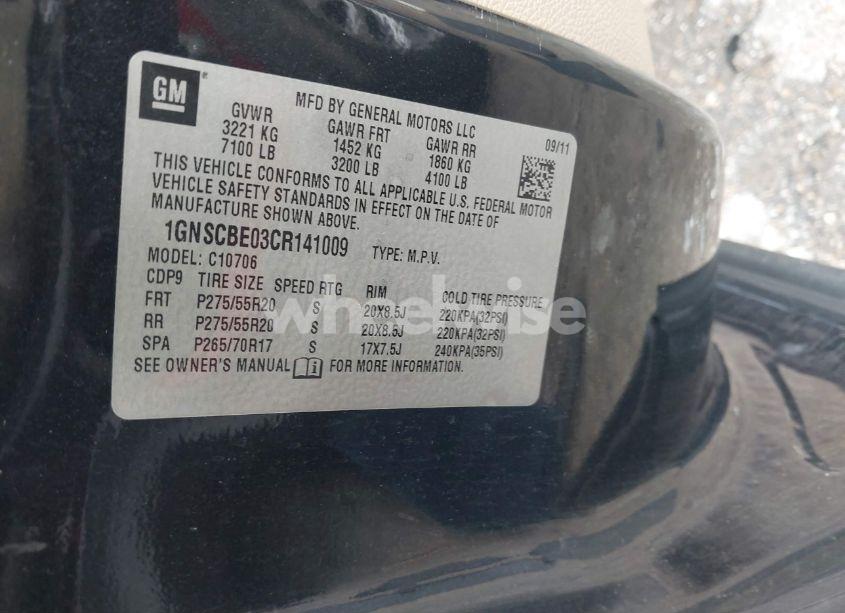 GM
MFD BY GENERAL MOTORS LLC
09/11
GVWR GAWR FRT GAWR RR
3221 KG 1452 KG 1860 KG
7100 LB 3200 LB 4100 LB
THIS VEHICLE CONFORMS TO ALL APPLICABLE U.S. FEDERAL MOTOR
VEHICLE SAFETY STANDARDS IN EFFECT ON THE DATE OF
MANUFACTURE SHOWN ABOVE.
1GNSCBE03CR141009 TYPE: M.P.V.
MODEL: C10706
CDP9 TIRE SIZE SPEED RTG RIM COLD TIRE PRESSURE
FRT P275/55R20 S 20X8.5J 220KPA(32PSI)
RR P275/55R20 S 20X8.5J 220KPA(32PSI)
SPA P265/70R17 S 17X7.5J 240KPA(35PSI)
SEE OWNER'S MANUAL i FOR MORE INFORMATION.